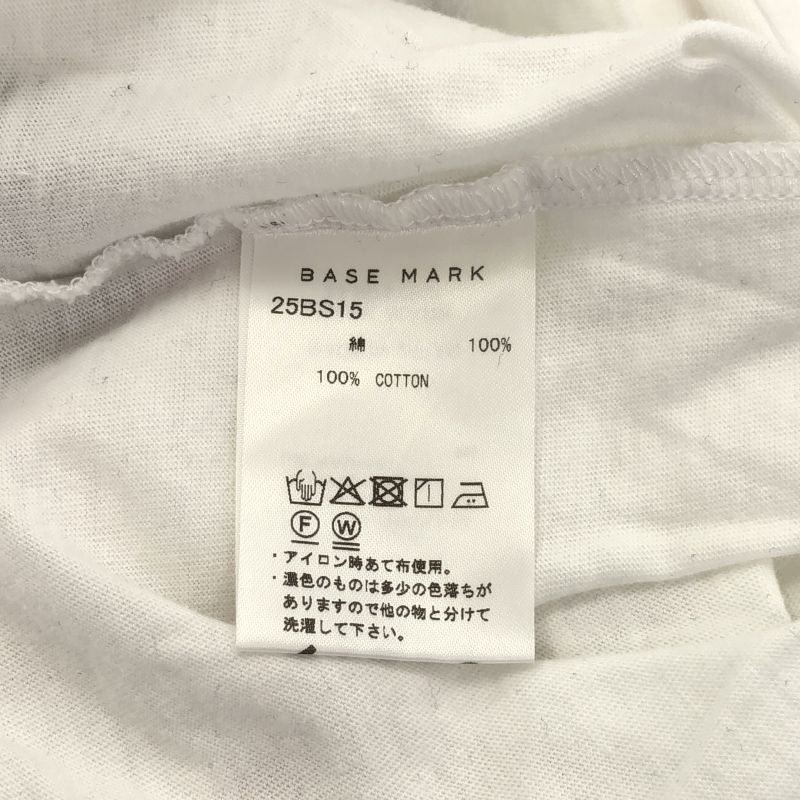 BASE MARK
25BS15
綿 100%
100% COTTON
F W
・アイロン時あて布使用。
・濃色のものは多少の色落ちが
ありますので他の物と分けて
洗濯して下さい。